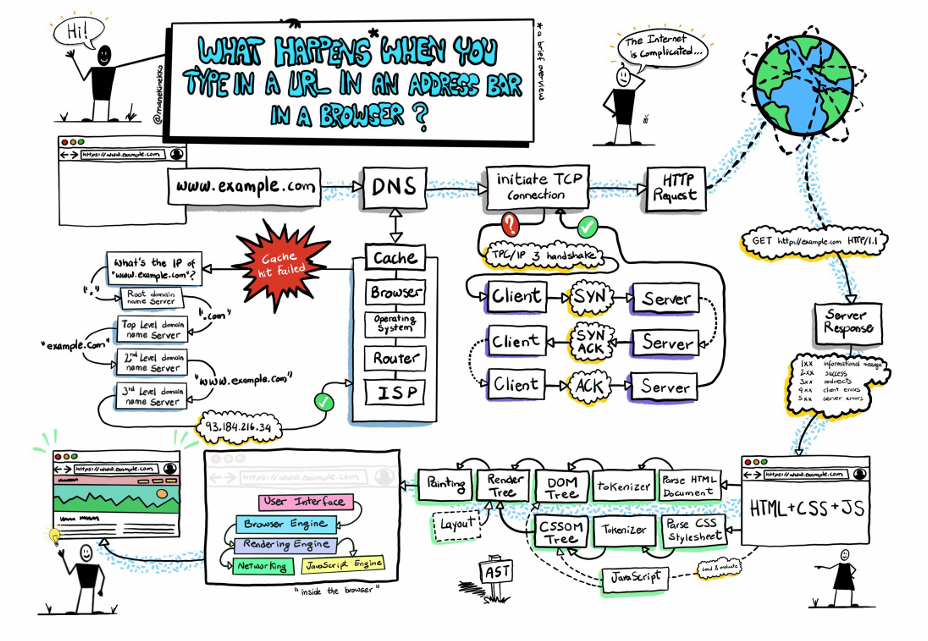 Hi!
WHAT HAPPENS* WHEN YOU
TYPE IN A URL IN AN ADDRESS BAR
IN A BROWSER ?
*a brief overview
@manekinekko
The Internet
is Complicated...
https://www.example.com
www.example.com
DNS
initiate TCP
Connection
HTTP
Request
GET http://example.com HTTP/1.1
Server
Response
1xx informational message
2xx success
3xx redirects
4xx client errors
5xx server errors
Cache
Browser
Operating
System
Router
ISP
Cache
hit failed
What's the IP of
"www.example.com"?
"."
Root domain
name Server
".com"
Top Level domain
name Server
"example.com"
2nd Level domain
name Server
"www.example.com"
3rd Level domain
name Server
93.184.216.34
?
TPC/IP 3 handshake
Client
SYN
Server
Client
SYN
ACK
Server
Client
ACK
Server
https://www.example.com
HTML+CSS+JS
Parse HTML
Document
tokenizer
DOM
Tree
Render
Tree
Painting
Layout
Parse CSS
Stylesheet
Tokenizer
CSSOM
Tree
JavaScript
load & evaluate
AST
User Interface
Browser Engine
Rendering Engine
Networking
JavaScript Engine
"inside the browser"
https://www.example.com